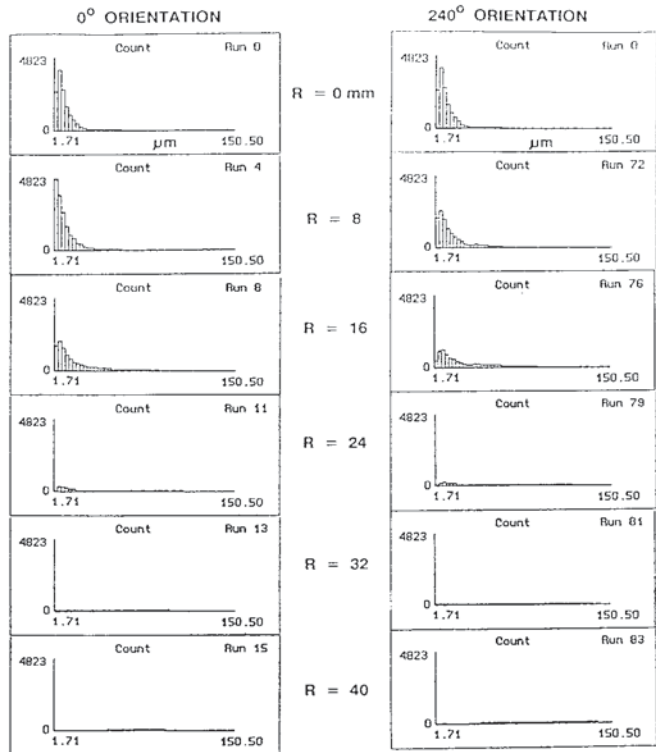 0° ORIENTATION 240° ORIENTATION
Count Run 0
4823
0
1.71 µm 150.50
R = 0 mm
Count Run 0
4823
0
1.71 µm 150.50
Count Run 4
4823
0
1.71 150.50
R = 8
Count Run 72
4823
0
1.71 150.50
Count Run 8
4823
0
1.71 150.50
R = 16
Count Run 76
4823
0
1.71 150.50
Count Run 11
4823
0
1.71 150.50
R = 24
Count Run 79
4823
0
1.71 150.50
Count Run 13
4823
0
1.71 150.50
R = 32
Count Run 81
4823
0
1.71 150.50
Count Run 15
4823
0
1.71 150.50
R = 40
Count Run 83
4823
0
1.71 150.50